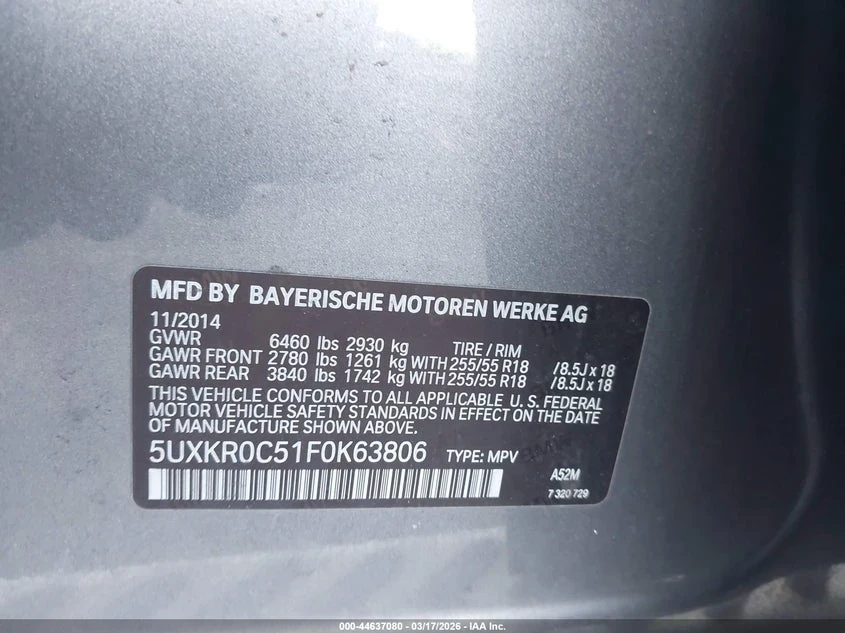 MFD BY BAYERISCHE MOTOREN WERKE AG
11/2014
GVWR 6460 lbs 2930 kg TIRE / RIM
GAWR FRONT 2780 lbs 1261 kg WITH 255/55 R18 /8.5J x 18
GAWR REAR 3840 lbs 1742 kg WITH 255/55 R18 /8.5J x 18
THIS VEHICLE CONFORMS TO ALL APPLICABLE U. S. FEDERAL
MOTOR VEHICLE SAFETY STANDARDS IN EFFECT ON THE DATE
OF MANUFACTURE SHOWN ABOVE.
5UXKR0C51F0K63806 TYPE: MPV
A52M
7 320 729
000-44637080 - 03/17/2026 - IAA Inc.